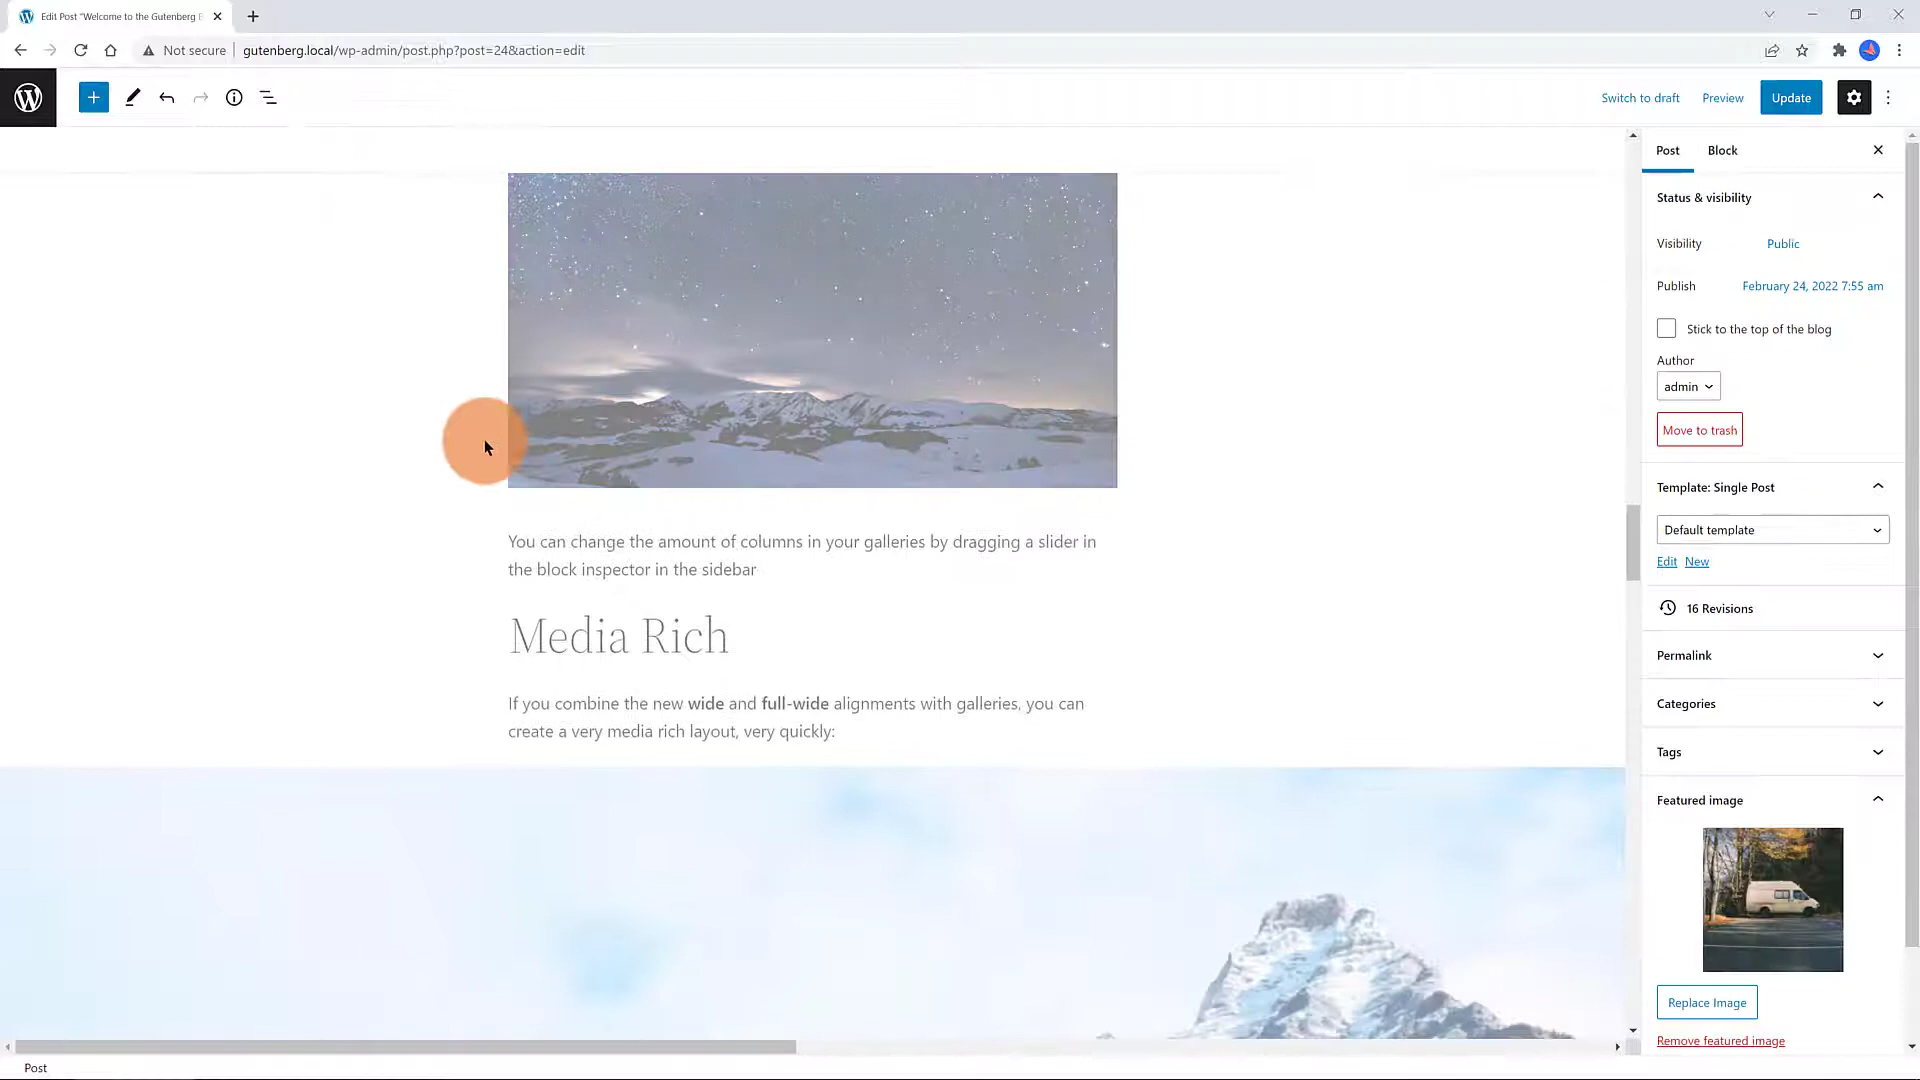 Edit Post "Welcome to the Gutenberg E
Not secure
gutenberg.local/wp-admin/post.php?post=24&action=edit
Switch to draft
Preview
Update
Post
Block
Status & visibility
Visibility
Public
Publish
February 24, 2022 7:55 am
Stick to the top of the blog
Author
admin
Move to trash
Template: Single Post
Default template
Edit
New
16 Revisions
Permalink
Categories
Tags
Featured image
Replace Image
Remove featured image
You can change the amount of columns in your galleries by dragging a slider in
the block inspector in the sidebar
Media Rich
If you combine the new wide and full-wide alignments with galleries, you can
create a very media rich layout, very quickly:
Post